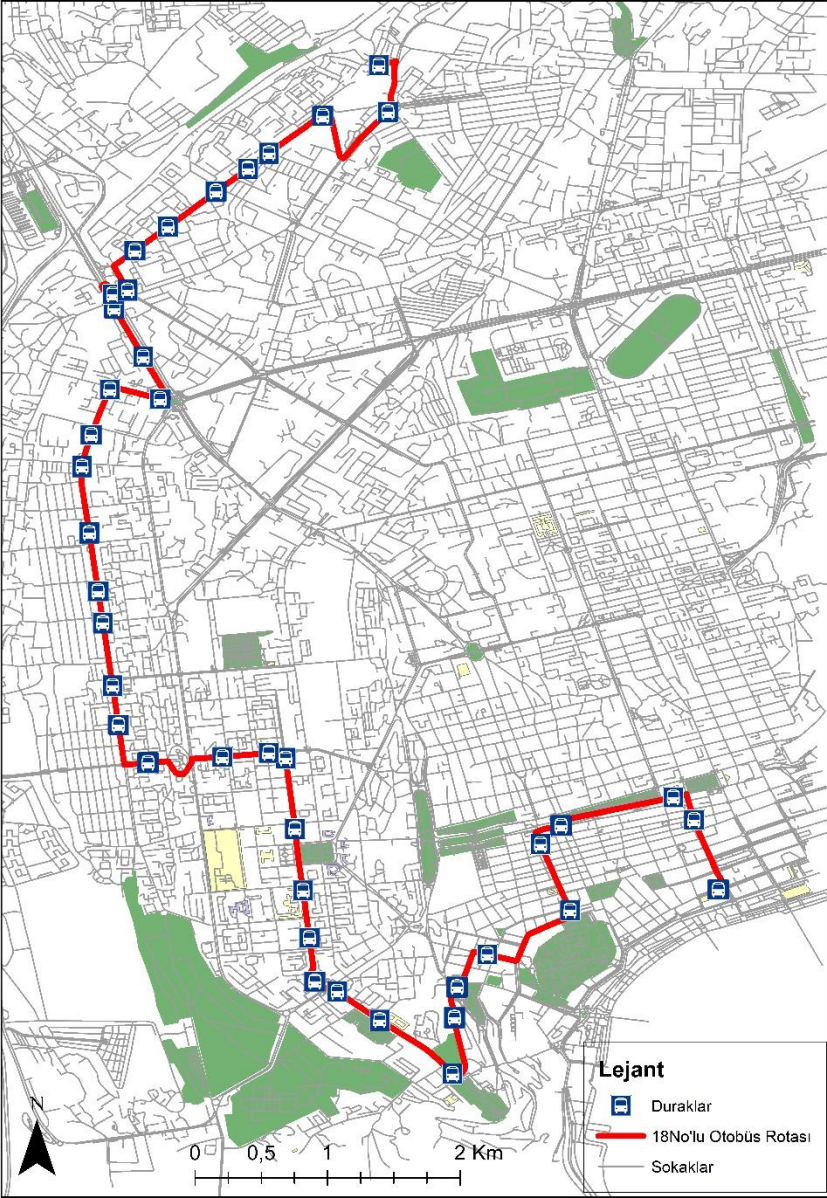 Lejant
Duraklar
18No'lu Otobüs Rotası
Sokaklar
N
0 0,5 1 2 Km